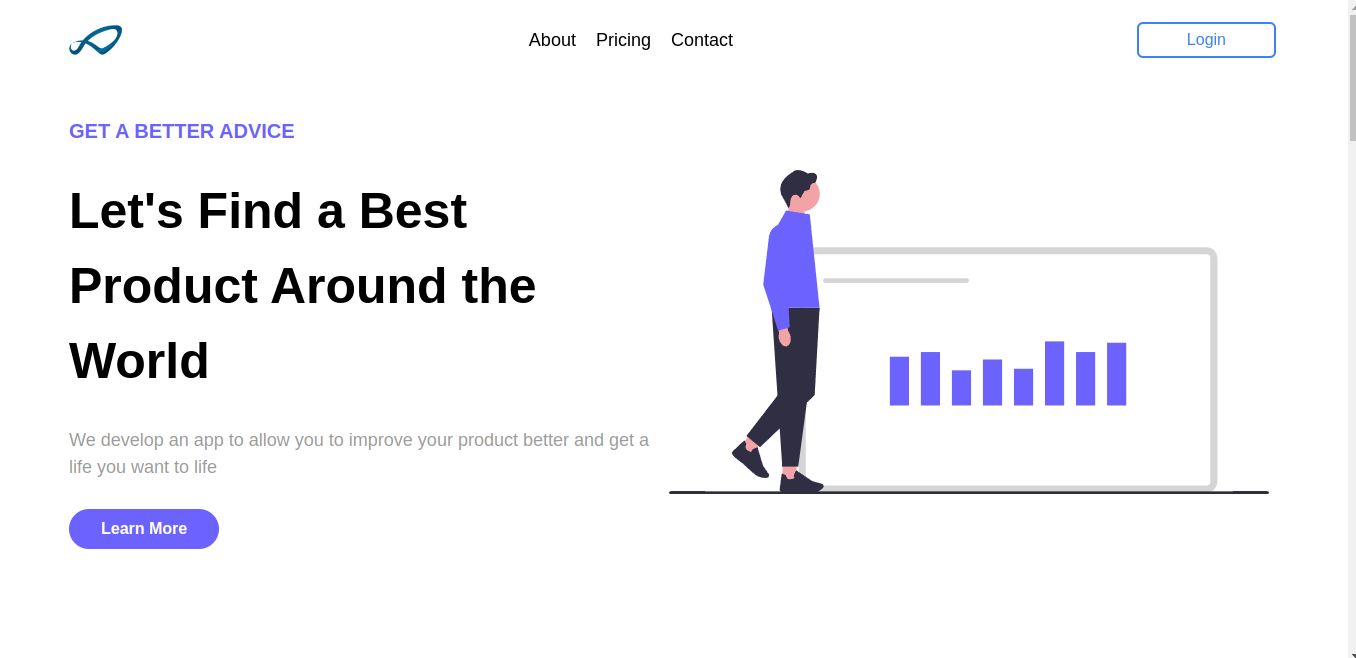 About Pricing Contact Login
GET A BETTER ADVICE
Let's Find a Best
Product Around the
World
We develop an app to allow you to improve your product better and get a
life you want to life
Learn More